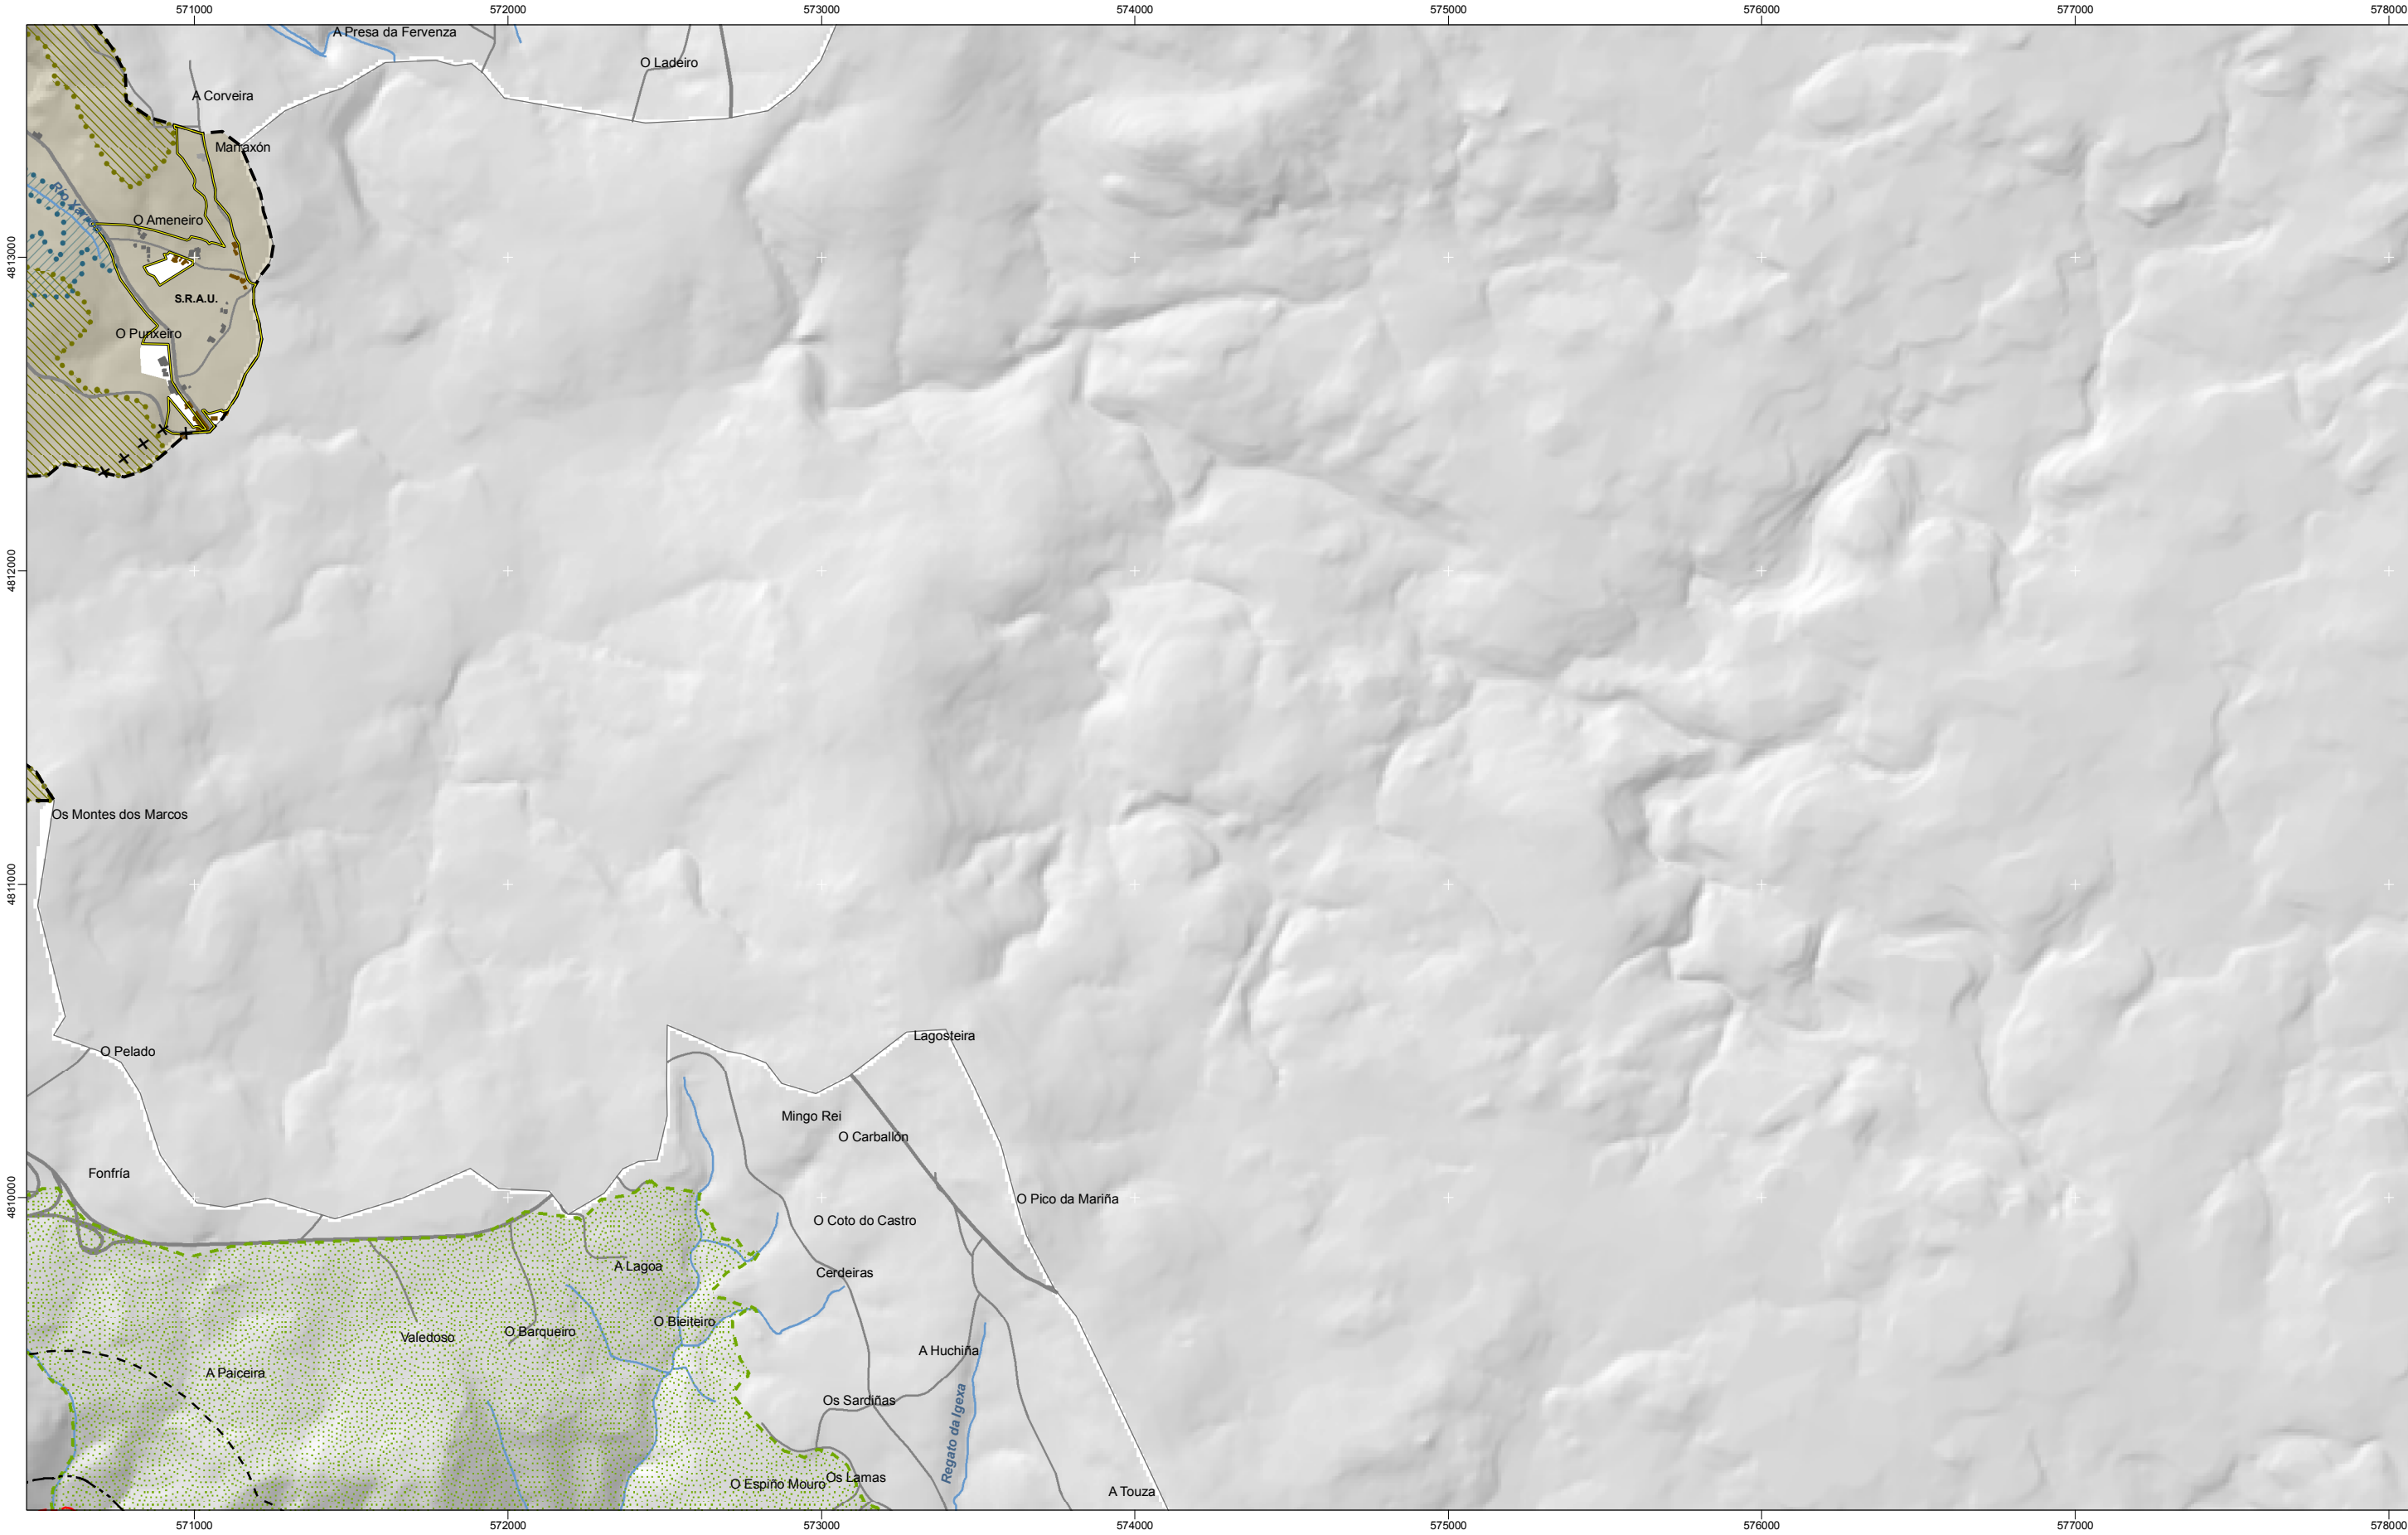 571000
572000
573000
574000
575000
576000
577000
578000
A Presa da Fervenza
O Ladeiro
A Corveira
Marraxón
O Ameneiro
4813000
S.R.A.U.
O Punxeiro
4812000
Os Montes dos Marcos
4811000
Lagosteira
O Pelado
Mingo Rei
O Carballón
Fonfría
4810000
O Pico da Mariña
O Coto do Castro
A Lagoa
Cerdeiras
O Bieiteiro
O Barqueiro
Valedoso
A Huchiña
A Paiceira
Os Sardiñas
Regato da Igexa
Os Lamas
O Espiño Mouro
A Touza
571000
572000
573000
574000
575000
576000
577000
578000